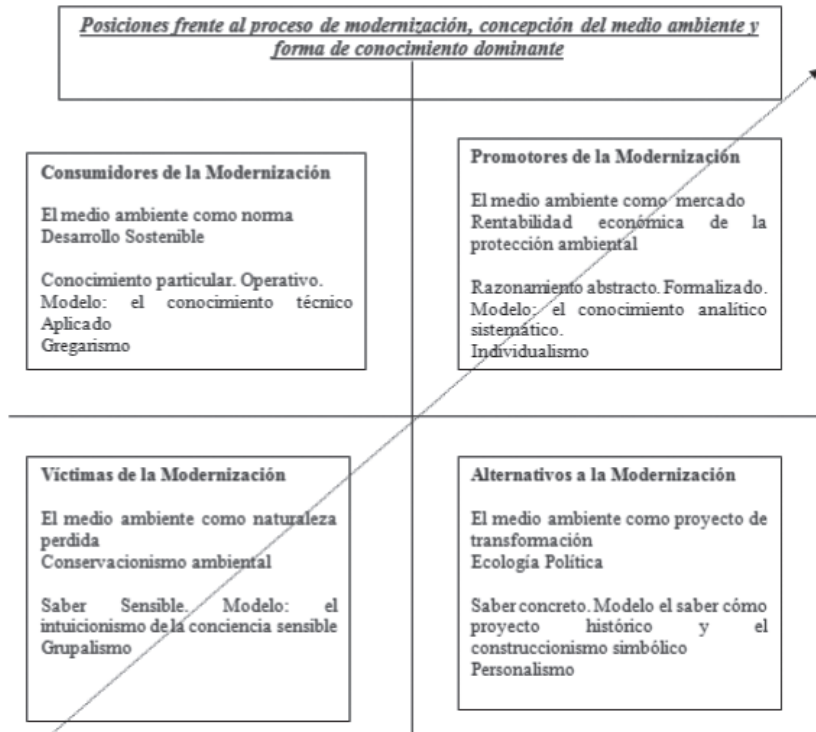 Posiciones frente al proceso de modernización, concepción del medio ambiente y
forma de conocimiento dominante
Consumidores de la Modernización
El medio ambiente como norma
Desarrollo Sostenible
Conocimiento particular. Operativo.
Modelo: el conocimiento técnico
Aplicado
Gregarismo
Promotores de la Modernización
El medio ambiente como mercado
Rentabilidad económica de la
protección ambiental
Razonamiento abstracto. Formalizado.
Modelo: el conocimiento analítico
sistemático.
Individualismo
Víctimas de la Modernización
El medio ambiente como naturaleza
perdida
Conservacionismo ambiental
Saber Sensible. Modelo: el
intuicionismo de la conciencia sensible
Grupalismo
Alternativos a la Modernización
El medio ambiente como proyecto de
transformación
Ecología Política
Saber concreto. Modelo el saber cómo
proyecto histórico y el
construccionismo simbólico
Personalismo